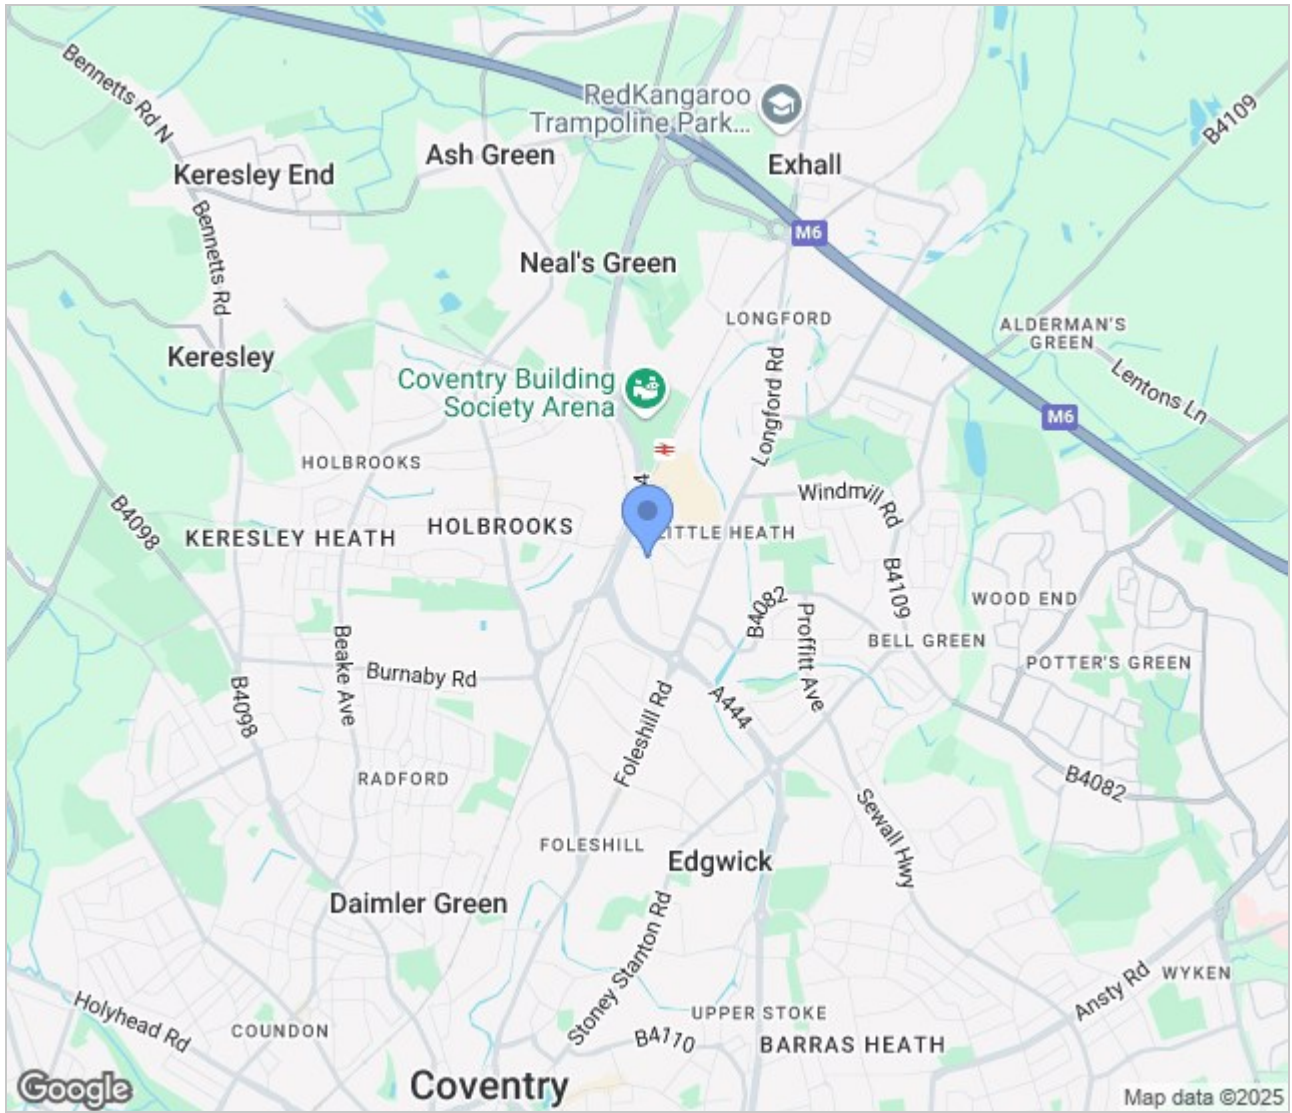 Bennetts Rd N
RedKangaroo
Trampoline Park...
B4109
Ash Green
Exhall
Keresley End
Bennetts Rd
M6
Neal's Green
LONGFORD
ALDERMAN'S
GREEN
Keresley
Longford Rd
Lentons Ln
Coventry Building
Society Arena
M6
HOLBROOKS
4
Windmill Rd
B4098
KERESLEY HEATH
HOLBROOKS
LITTLE HEATH
B4109
B4082
WOOD END
Proffitt Ave
BELL GREEN
Beake Ave
Burnaby Rd
POTTER'S GREEN
B4098
Foleshill Rd
A444
RADFORD
B4082
Sewall Hwy
FOLESHILL
Edgwick
Daimler Green
Stoney Stanton Rd
WYKEN
Ansty Rd
Holyhead Rd
COUNDON
UPPER STOKE
B4110
BARRAS HEATH
Coventry
Google
Map data ©2025